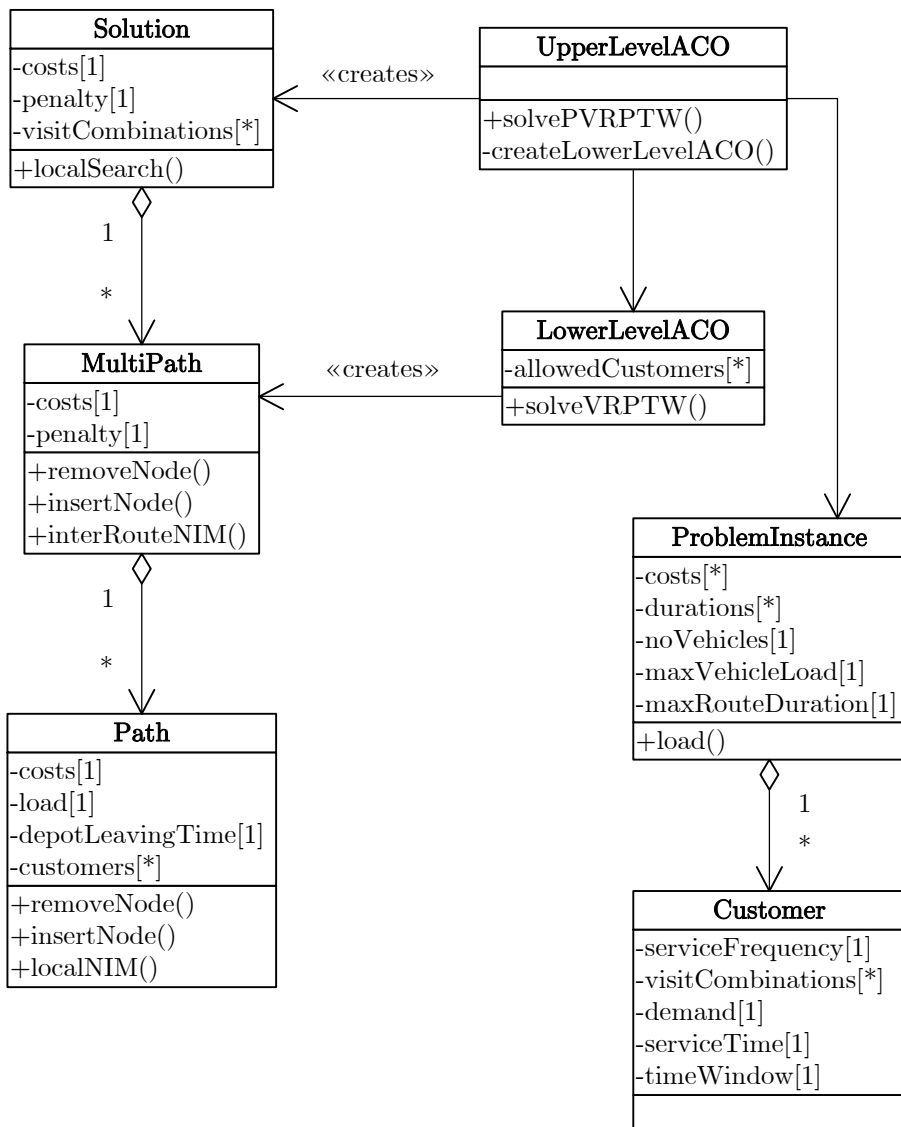 Solution
-costs[1]
-penalty[1]
-visitCombinations[*]
+localSearch()
«creates»
UpperLevelACO
+solvePVRPTW()
-createLowerLevelACO()
1
*
MultiPath
-costs[1]
-penalty[1]
+removeNode()
+insertNode()
+interRouteNIM()
«creates»
LowerLevelACO
-allowedCustomers[*]
+solveVRPTW()
1
*
Path
-costs[1]
-load[1]
-depotLeavingTime[1]
-customers[*]
+removeNode()
+insertNode()
+localNIM()
ProblemInstance
-costs[*]
-durations[*]
-noVehicles[1]
-maxVehicleLoad[1]
-maxRouteDuration[1]
+load()
1
*
Customer
-serviceFrequency[1]
-visitCombinations[*]
-demand[1]
-serviceTime[1]
-timeWindow[1]